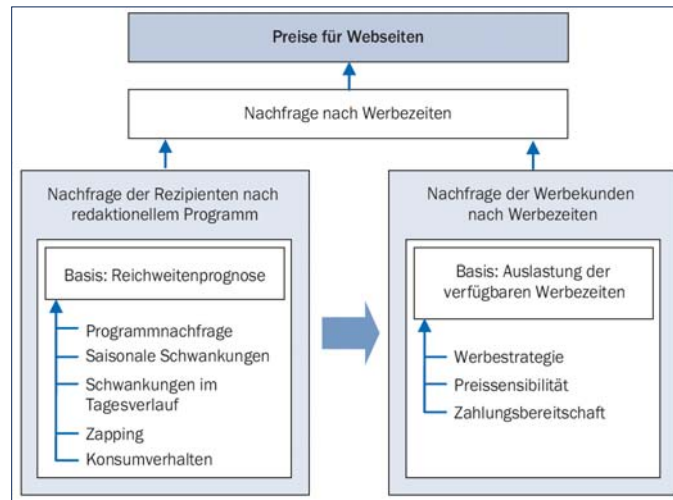 Preise für Webseiten
Nachfrage nach Werbezeiten
Nachfrage der Rezipienten nach
redaktionellem Programm
Basis: Reichweitenprognose
Programmnachfrage
Saisonale Schwankungen
Schwankungen im
Tagesverlauf
Zapping
Konsumverhalten
Nachfrage der Werbekunden
nach Werbezeiten
Basis: Auslastung der
verfügbaren Werbezeiten
Werbestrategie
Preissensibilität
Zahlungsbereitschaft